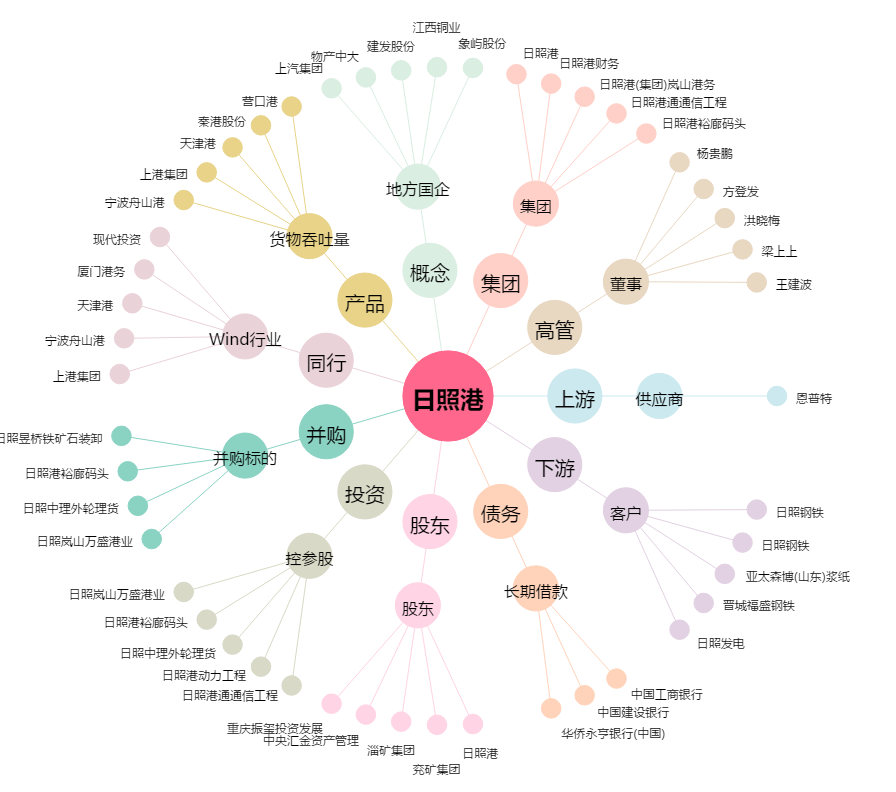 江西铜业
建发股份
象屿股份
物产中大
上汽集团
地方国企
概念
日照港
日照港财务
日照港(集团)岚山港务
日照港通通信工程
日照港裕廊码头
集团
集团
杨贵鹏
方登发
洪晓梅
梁上上
王建波
董事
高管
恩普特
供应商
上游
日照钢铁
日照钢铁
亚太森博(山东)浆纸
晋城福盛钢铁
日照发电
客户
下游
中国工商银行
中国建设银行
华侨永亨银行(中国)
长期借款
债务
日照港
兖矿集团
淄矿集团
中央汇金资产管理
重庆振玺投资发展
股东
股东
日照港通通信工程
日照港动力工程
日照中理外轮理货
日照港裕廊码头
日照岚山万盛港业
控参股
投资
日照岚山万盛港业
日照中理外轮理货
日照港裕廊码头
日照昱桥铁矿石装卸
并购标的
并购
上港集团
宁波舟山港
天津港
厦门港务
现代投资
Wind行业
同行
宁波舟山港
上港集团
天津港
秦港股份
营口港
货物吞吐量
产品
日照港